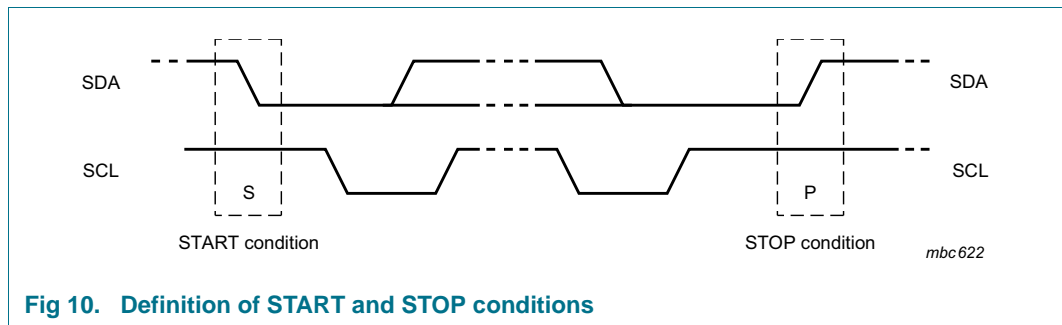 SDA SDA
SCL SCL
S P
START condition STOP condition
mbc622
Fig 10. Definition of START and STOP conditions